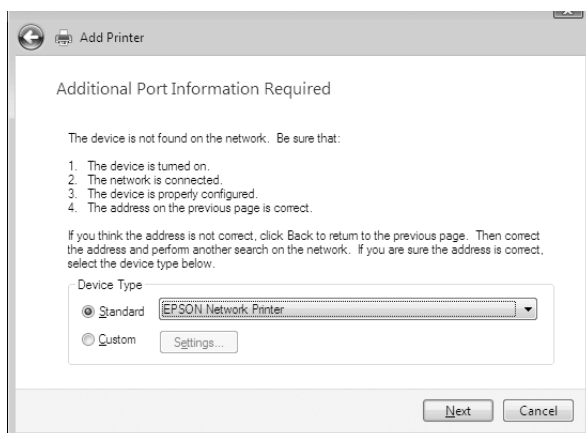 Add Printer
Additional Port Information Required
The device is not found on the network. Be sure that:
1. The device is turned on.
2. The network is connected.
3. The device is properly configured.
4. The address on the previous page is correct.
If you think the address is not correct, click Back to return to the previous page. Then correct
the address and perform another search on the network. If you are sure the address is correct,
select the device type below.
Device Type
Standard EPSON Network Printer
Custom Settings...
Next Cancel